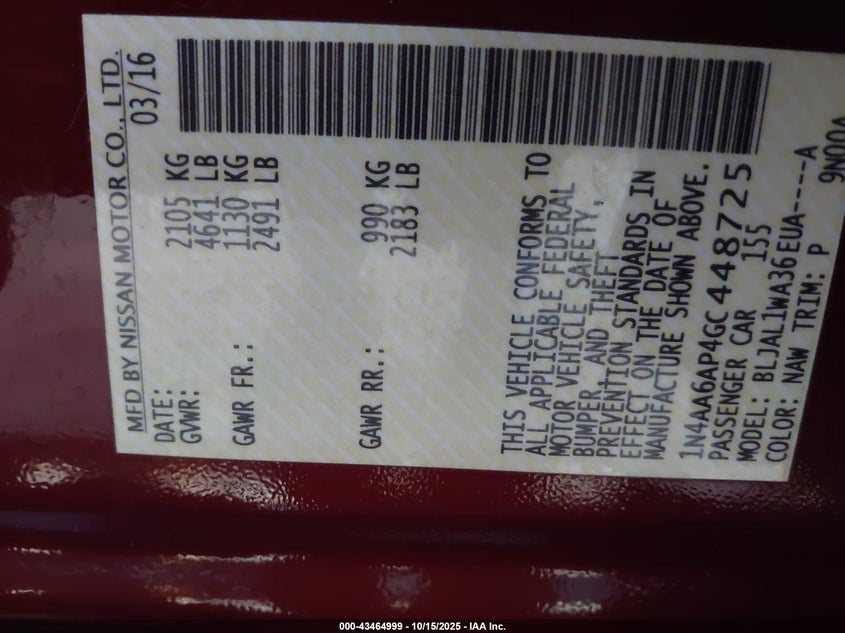 MFD BY NISSAN MOTOR CO., LTD.
DATE: 03/16
GVWR: 2105 KG
4641 LB
GAWR FR.: 1130 KG
2491 LB
GAWR RR.: 990 KG
2183 LB
THIS VEHICLE CONFORMS TO
ALL APPLICABLE FEDERAL
MOTOR VEHICLE SAFETY,
BUMPER, AND THEFT
PREVENTION STANDARDS IN
EFFECT ON THE DATE OF
MANUFACTURE SHOWN ABOVE.
1N4AA6AP4GC448725
PASSENGER CAR 155
MODEL: BLJAL1WA36EUA-----A
COLOR: NAW TRIM: P 9N00A
000-43464999 - 10/15/2025 - IAA Inc.